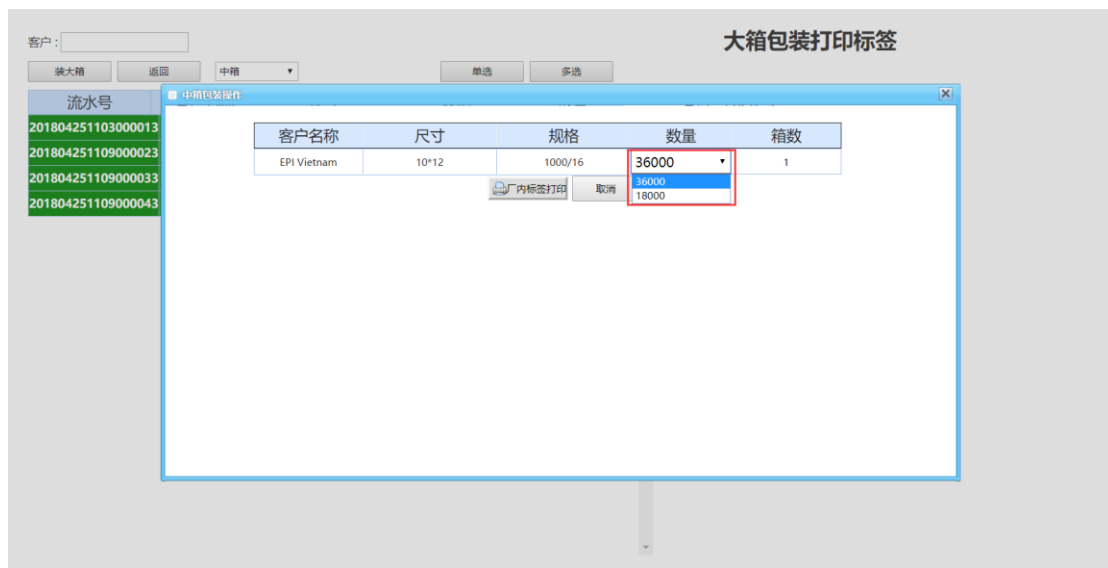 客户： 大箱包装打印标签
装大箱 返回 中箱 单选 多选
流水号
中箱包装操作
201804251103000013
201804251109000023
201804251109000033
201804251109000043
客户名称 尺寸 规格 数量 箱数
EPI Vietnam 10*12 1000/16 36000 1
厂内标签打印 取消
36000
18000